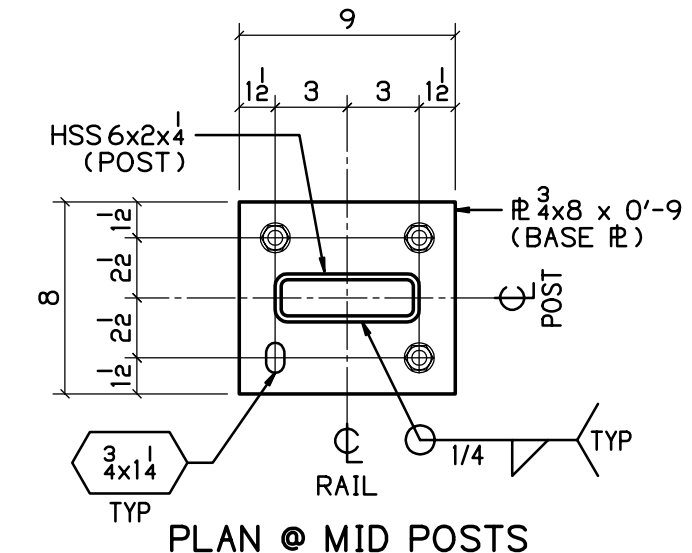 9
1 1/2 3 3 1 1/2
HSS 6x2x1/4
(POST)
PL 3/4x8 x 0'-9
(BASE PL)
1 1/2
2 1/2
8
2 1/2
1 1/2
CL POST
3/4x1 1/4
TYP
CL
RAIL
1/4
TYP
PLAN @ MID POSTS